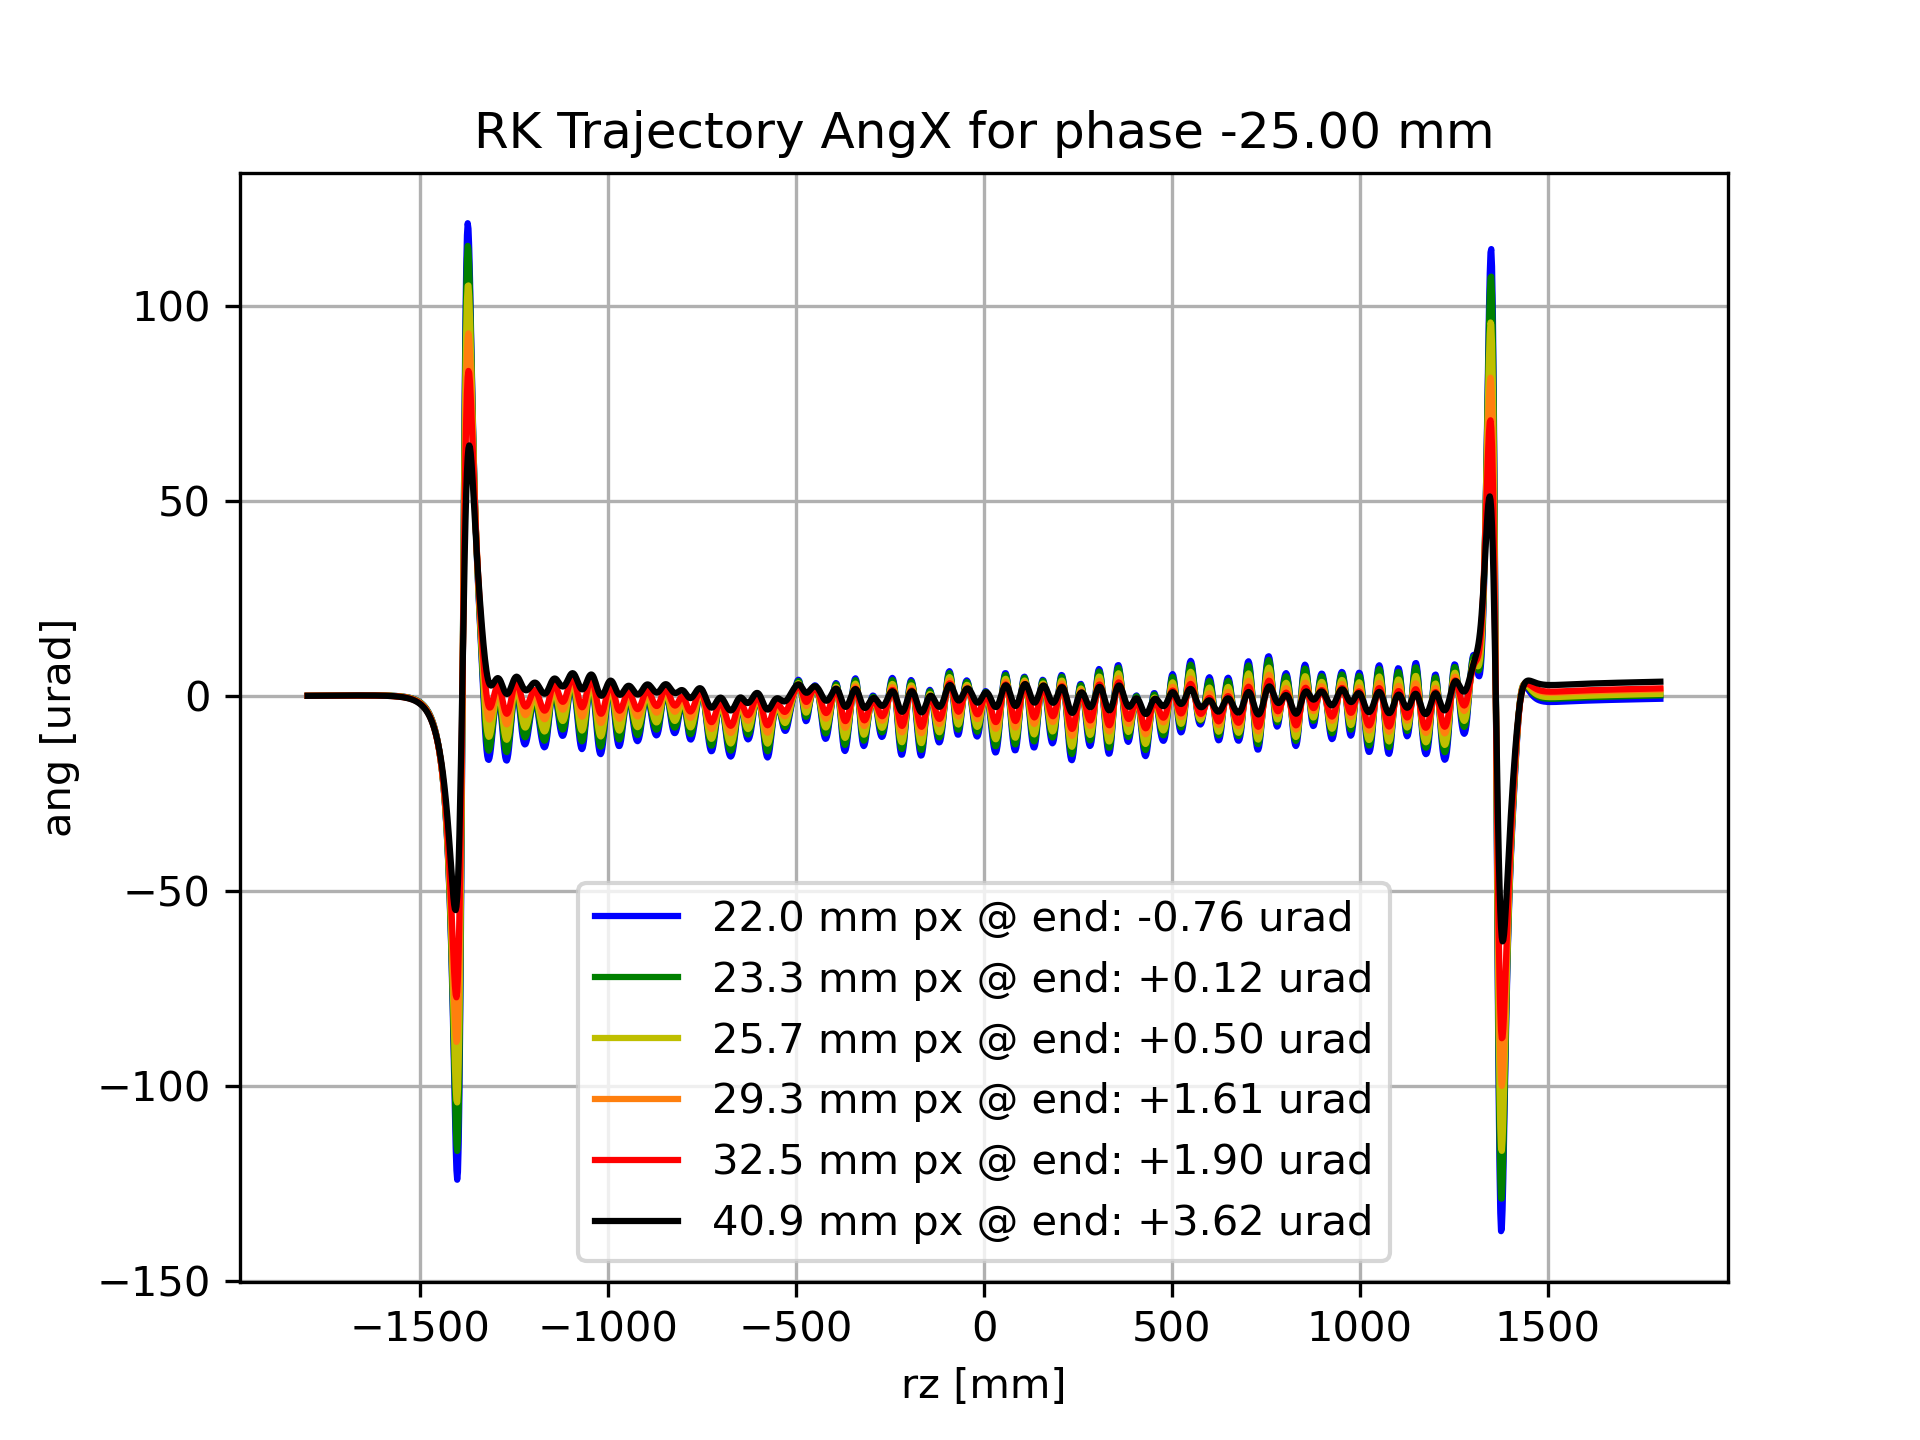 RK Trajectory AngX for phase -25.00 mm
ang [urad]
100
50
0
−50
−100
−150
22.0 mm px @ end: -0.76 urad
23.3 mm px @ end: +0.12 urad
25.7 mm px @ end: +0.50 urad
29.3 mm px @ end: +1.61 urad
32.5 mm px @ end: +1.90 urad
40.9 mm px @ end: +3.62 urad
−1500 −1000 −500 0 500 1000 1500
rz [mm]